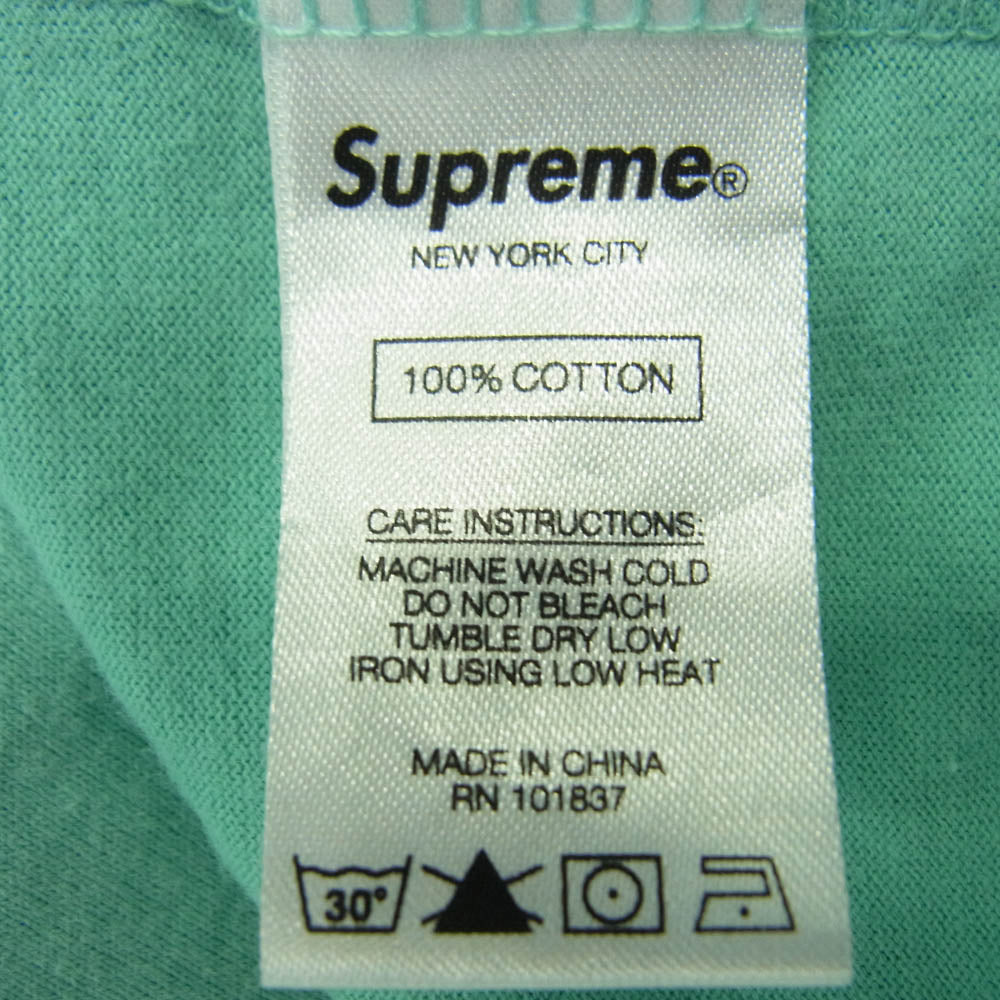 Supreme®
NEW YORK CITY
100% COTTON
CARE INSTRUCTIONS:
MACHINE WASH COLD
DO NOT BLEACH
TUMBLE DRY LOW
IRON USING LOW HEAT
MADE IN CHINA
RN 101837
30°